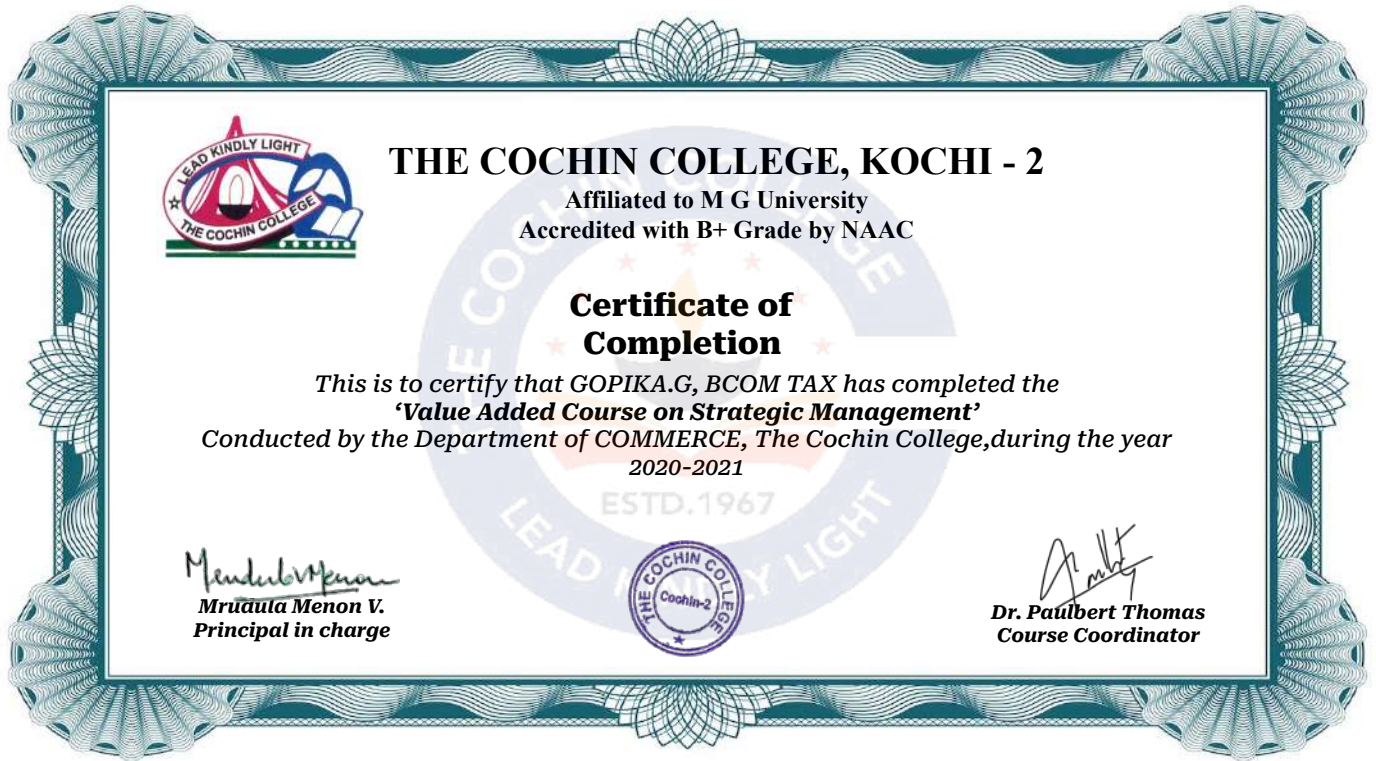 LEAD KINDLY LIGHT
THE COCHIN COLLEGE
THE COCHIN COLLEGE, KOCHI - 2
Affiliated to M G University
Accredited with B+ Grade by NAAC
THE COCHIN COLLEGE
Certificate of
Completion
This is to certify that GOPIKA.G, BCOM TAX has completed the
‘Value Added Course on Strategic Management’
Conducted by the Department of COMMERCE, The Cochin College,during the year
2020-2021
ESTD.1967
LEAD KINDLY LIGHT
Mrudula Menon V.
Principal in charge
THE COCHIN COLLEGE
Cochin-2
Dr. Paulbert Thomas
Course Coordinator